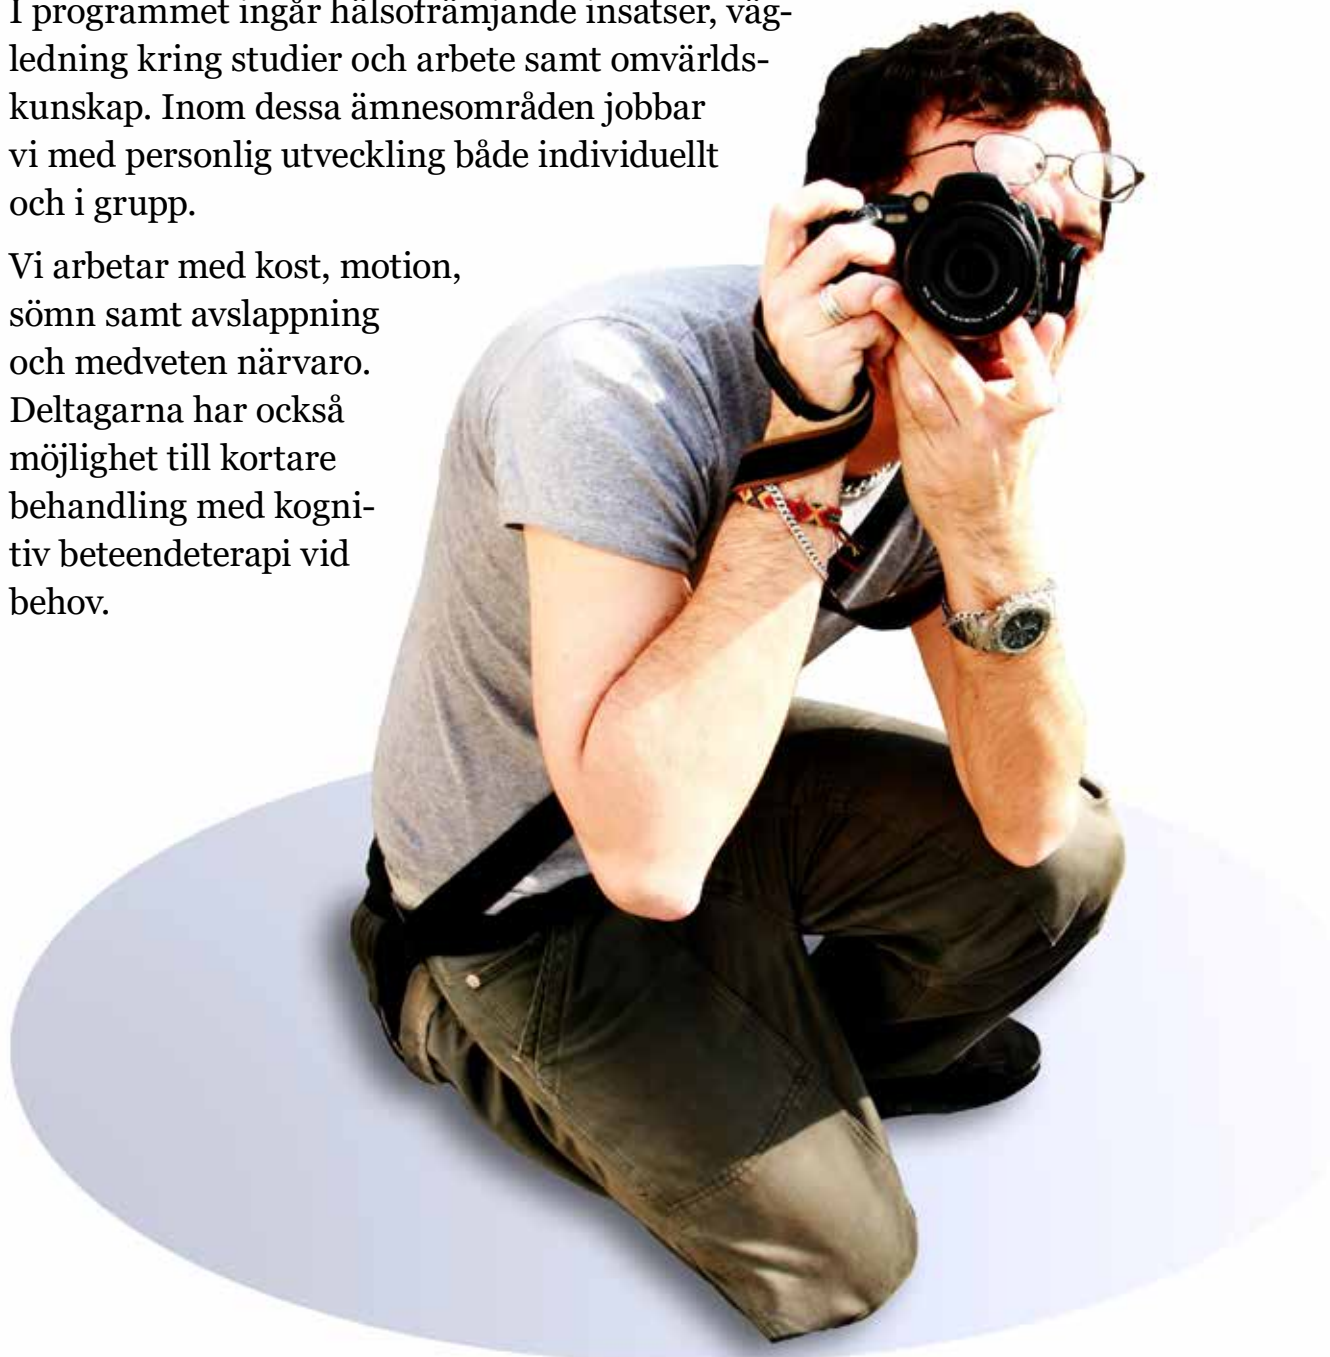 I programmet ingår hälsofrämjande insatser, väg-
ledning kring studier och arbete samt omvärlds-
kunskap. Inom dessa ämnesområden jobbar
vi med personlig utveckling både individuellt
och i grupp.
Vi arbetar med kost, motion,
sömn samt avslappning
och medveten närvaro.
Deltagarna har också
möjlighet till kortare
behandling med kogni-
tiv beteendeterapi vid
behov.